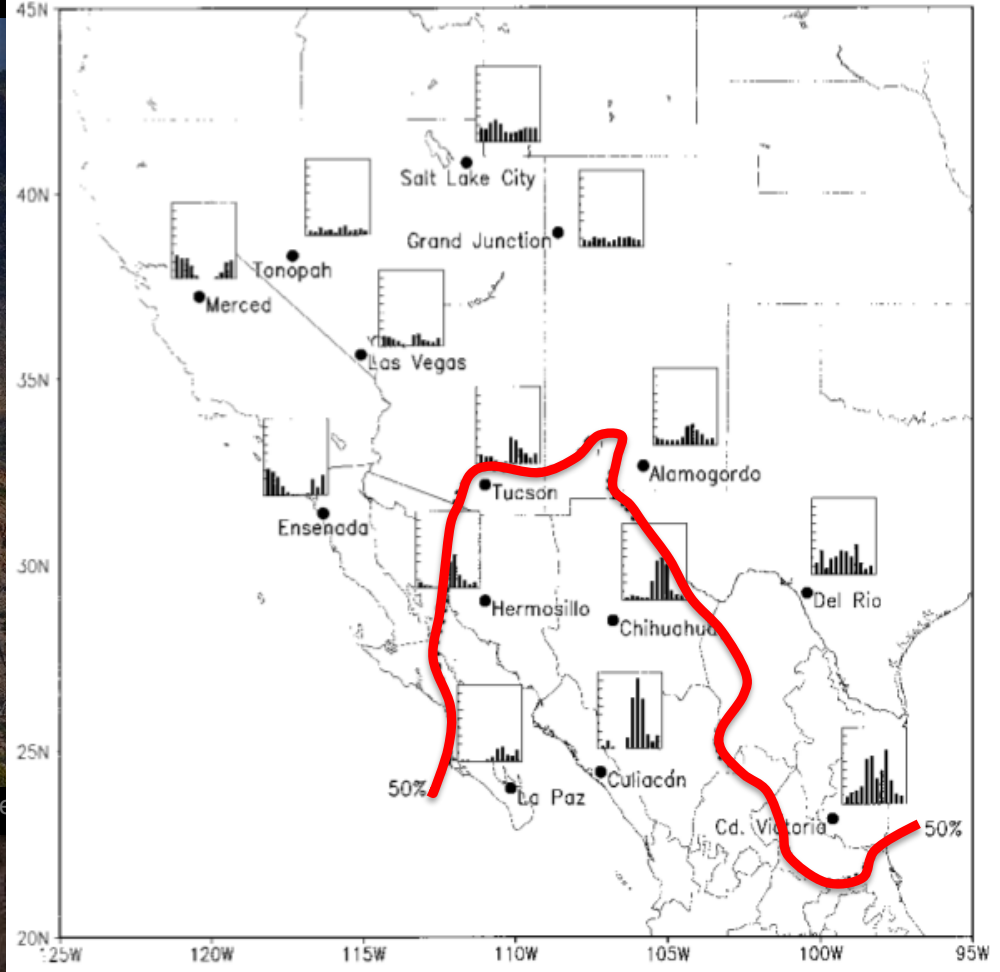 45N
Salt Lake City
40N
Grand Junction
Tonopah
Merced
Las Vegas
35N
Alamogordo
Tucson
Ensenada
30N
Del Rio
Hermosillo
Chihuahua
25N
Culiacán
50%
La Paz
Cd. Victoria
50%
20N
120W
115W
110W
105W
100W
95W